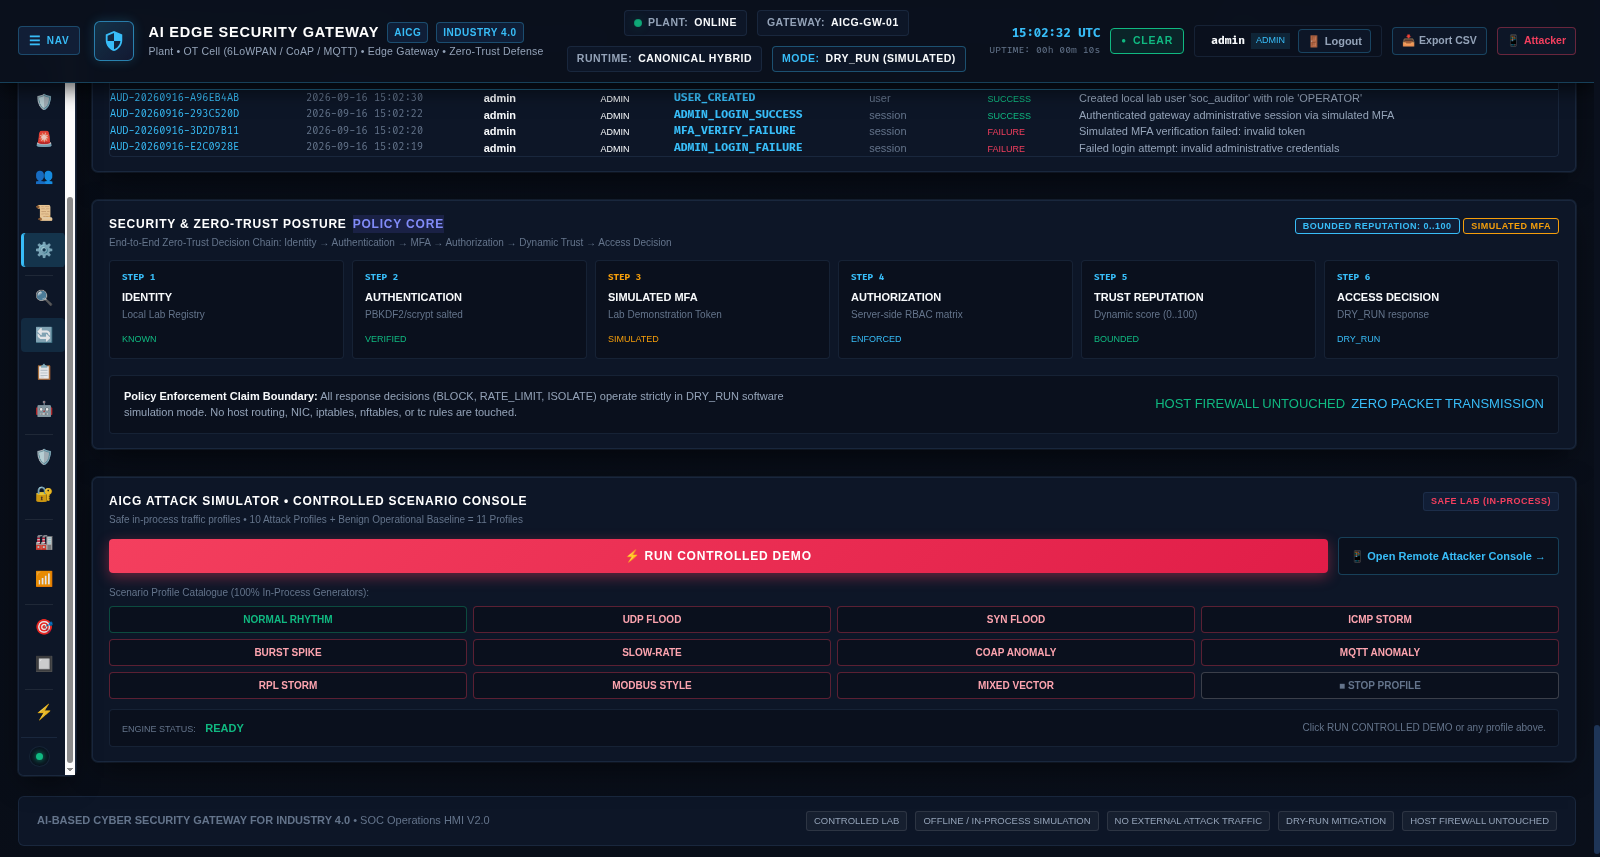 ☰ NAV
AI EDGE SECURITY GATEWAY AICG INDUSTRY 4.0
Plant • OT Cell (6LoWPAN / CoAP / MQTT) • Edge Gateway • Zero-Trust Defense
PLANT: ONLINE GATEWAY: AICG-GW-01
RUNTIME: CANONICAL HYBRID MODE: DRY_RUN (SIMULATED)
15:02:32 UTC
UPTIME: 00h 00m 10s
• CLEAR
admin ADMIN Logout
Export CSV
Attacker
AUD-20260916-A96EB4AB 2026-09-16 15:02:30 admin ADMIN USER_CREATED user SUCCESS Created local lab user 'soc_auditor' with role 'OPERATOR'
AUD-20260916-293C520D 2026-09-16 15:02:22 admin ADMIN ADMIN_LOGIN_SUCCESS session SUCCESS Authenticated gateway administrative session via simulated MFA
AUD-20260916-3D2D7B11 2026-09-16 15:02:20 admin ADMIN MFA_VERIFY_FAILURE session FAILURE Simulated MFA verification failed: invalid token
AUD-20260916-E2C0928E 2026-09-16 15:02:19 admin ADMIN ADMIN_LOGIN_FAILURE session FAILURE Failed login attempt: invalid administrative credentials
SECURITY & ZERO-TRUST POSTURE POLICY CORE
BOUNDED REPUTATION: 0..100 SIMULATED MFA
End-to-End Zero-Trust Decision Chain: Identity → Authentication → MFA → Authorization → Dynamic Trust → Access Decision
STEP 1 STEP 2 STEP 3 STEP 4 STEP 5 STEP 6
IDENTITY AUTHENTICATION SIMULATED MFA AUTHORIZATION TRUST REPUTATION ACCESS DECISION
Local Lab Registry PBKDF2/scrypt salted Lab Demonstration Token Server-side RBAC matrix Dynamic score (0..100) DRY_RUN response
KNOWN VERIFIED SIMULATED ENFORCED BOUNDED DRY_RUN
Policy Enforcement Claim Boundary: All response decisions (BLOCK, RATE_LIMIT, ISOLATE) operate strictly in DRY_RUN software
simulation mode. No host routing, NIC, iptables, nftables, or tc rules are touched.
HOST FIREWALL UNTOUCHED ZERO PACKET TRANSMISSION
AICG ATTACK SIMULATOR • CONTROLLED SCENARIO CONSOLE
SAFE LAB (IN-PROCESS)
Safe in-process traffic profiles • 10 Attack Profiles + Benign Operational Baseline = 11 Profiles
⚡ RUN CONTROLLED DEMO
Open Remote Attacker Console →
Scenario Profile Catalogue (100% In-Process Generators):
NORMAL RHYTHM UDP FLOOD SYN FLOOD ICMP STORM
BURST SPIKE SLOW-RATE COAP ANOMALY MQTT ANOMALY
RPL STORM MODBUS STYLE MIXED VECTOR ■ STOP PROFILE
ENGINE STATUS: READY
Click RUN CONTROLLED DEMO or any profile above.
AI-BASED CYBER SECURITY GATEWAY FOR INDUSTRY 4.0 • SOC Operations HMI V2.0
CONTROLLED LAB OFFLINE / IN-PROCESS SIMULATION NO EXTERNAL ATTACK TRAFFIC DRY-RUN MITIGATION HOST FIREWALL UNTOUCHED